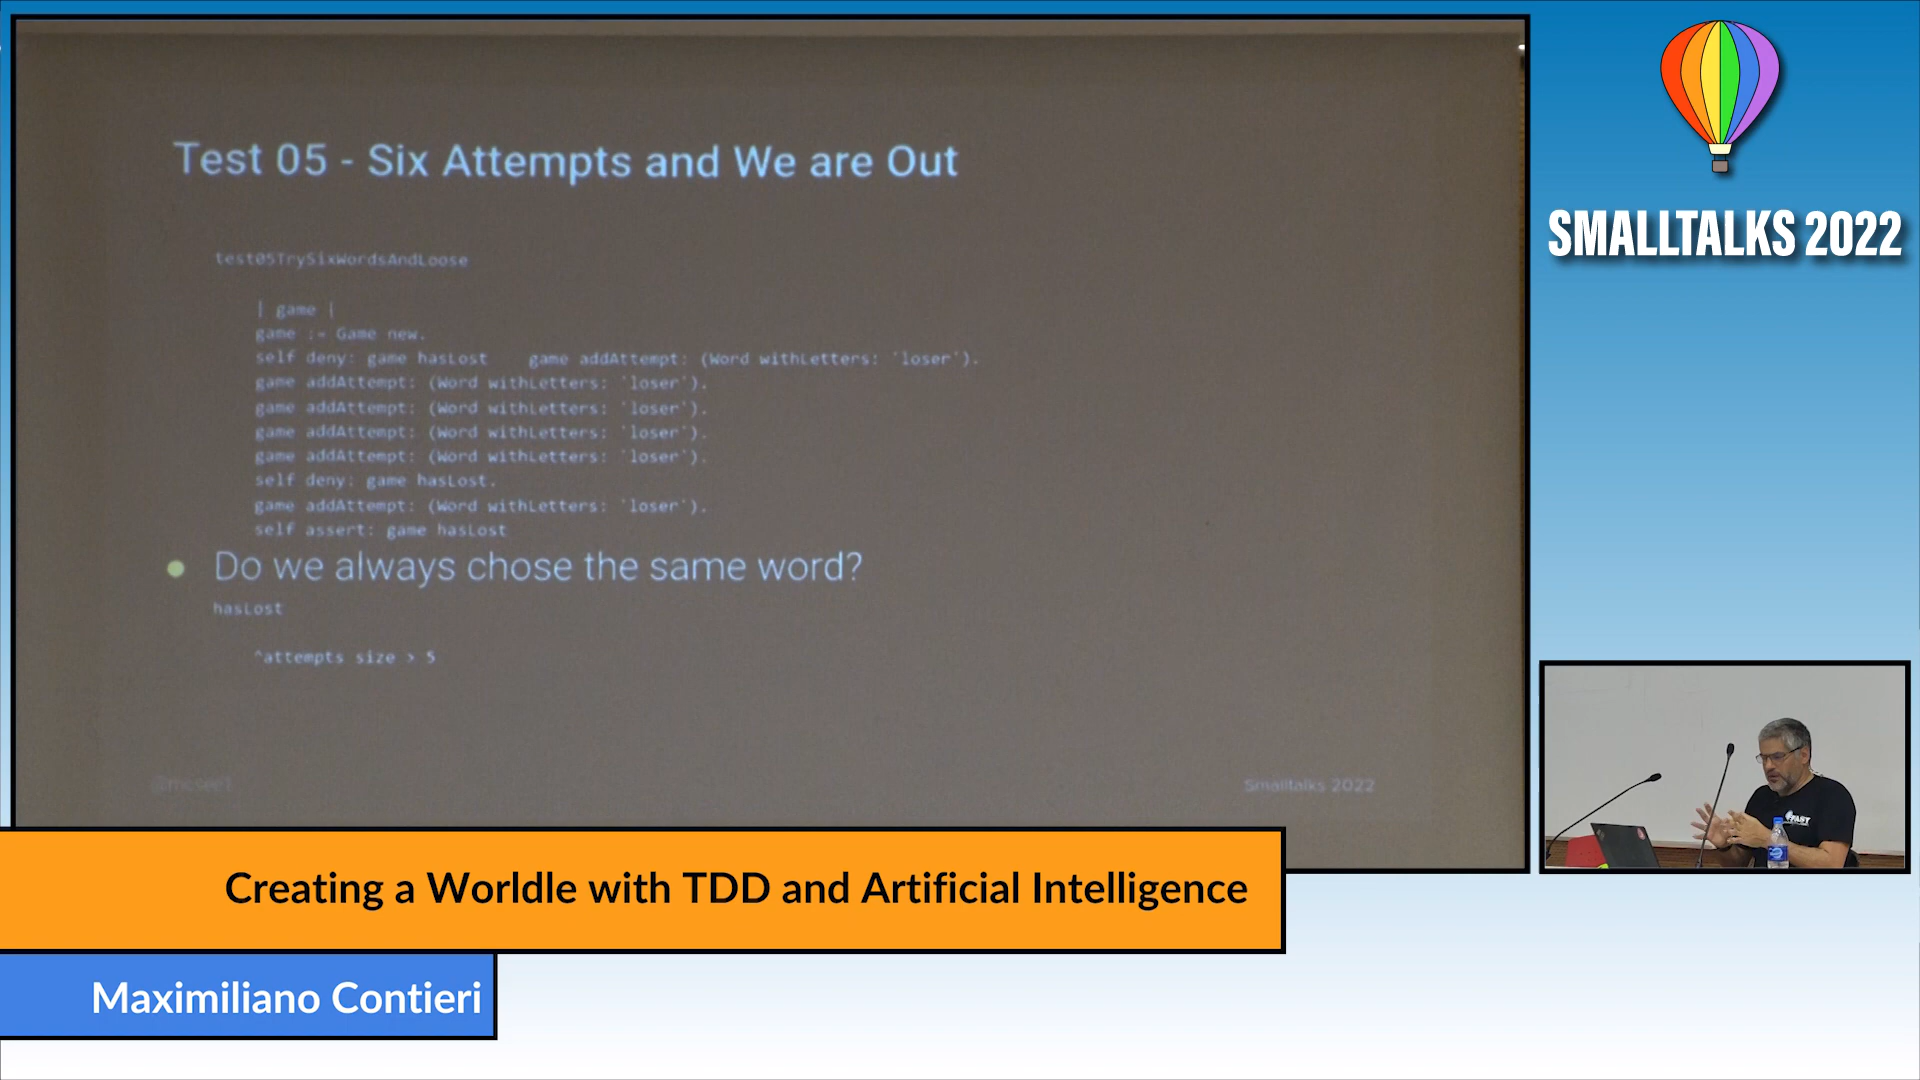 Test 05 - Six Attempts and We are Out
test05TrySixWordsAndLoose
| game |
game := Game new.
self deny: game hasLost    game addAttempt: (Word withLetters: 'loser').
game addAttempt: (Word withLetters: 'loser').
game addAttempt: (Word withLetters: 'loser').
game addAttempt: (Word withLetters: 'loser').
game addAttempt: (Word withLetters: 'loser').
self deny: game hasLost.
game addAttempt: (Word withLetters: 'loser').
self assert: game hasLost
● Do we always chose the same word?
hasLost
^attempts size > 5
Smalltalks 2022
SMALLTALKS 2022
FAST
Creating a Worldle with TDD and Artificial Intelligence
Maximiliano Contieri